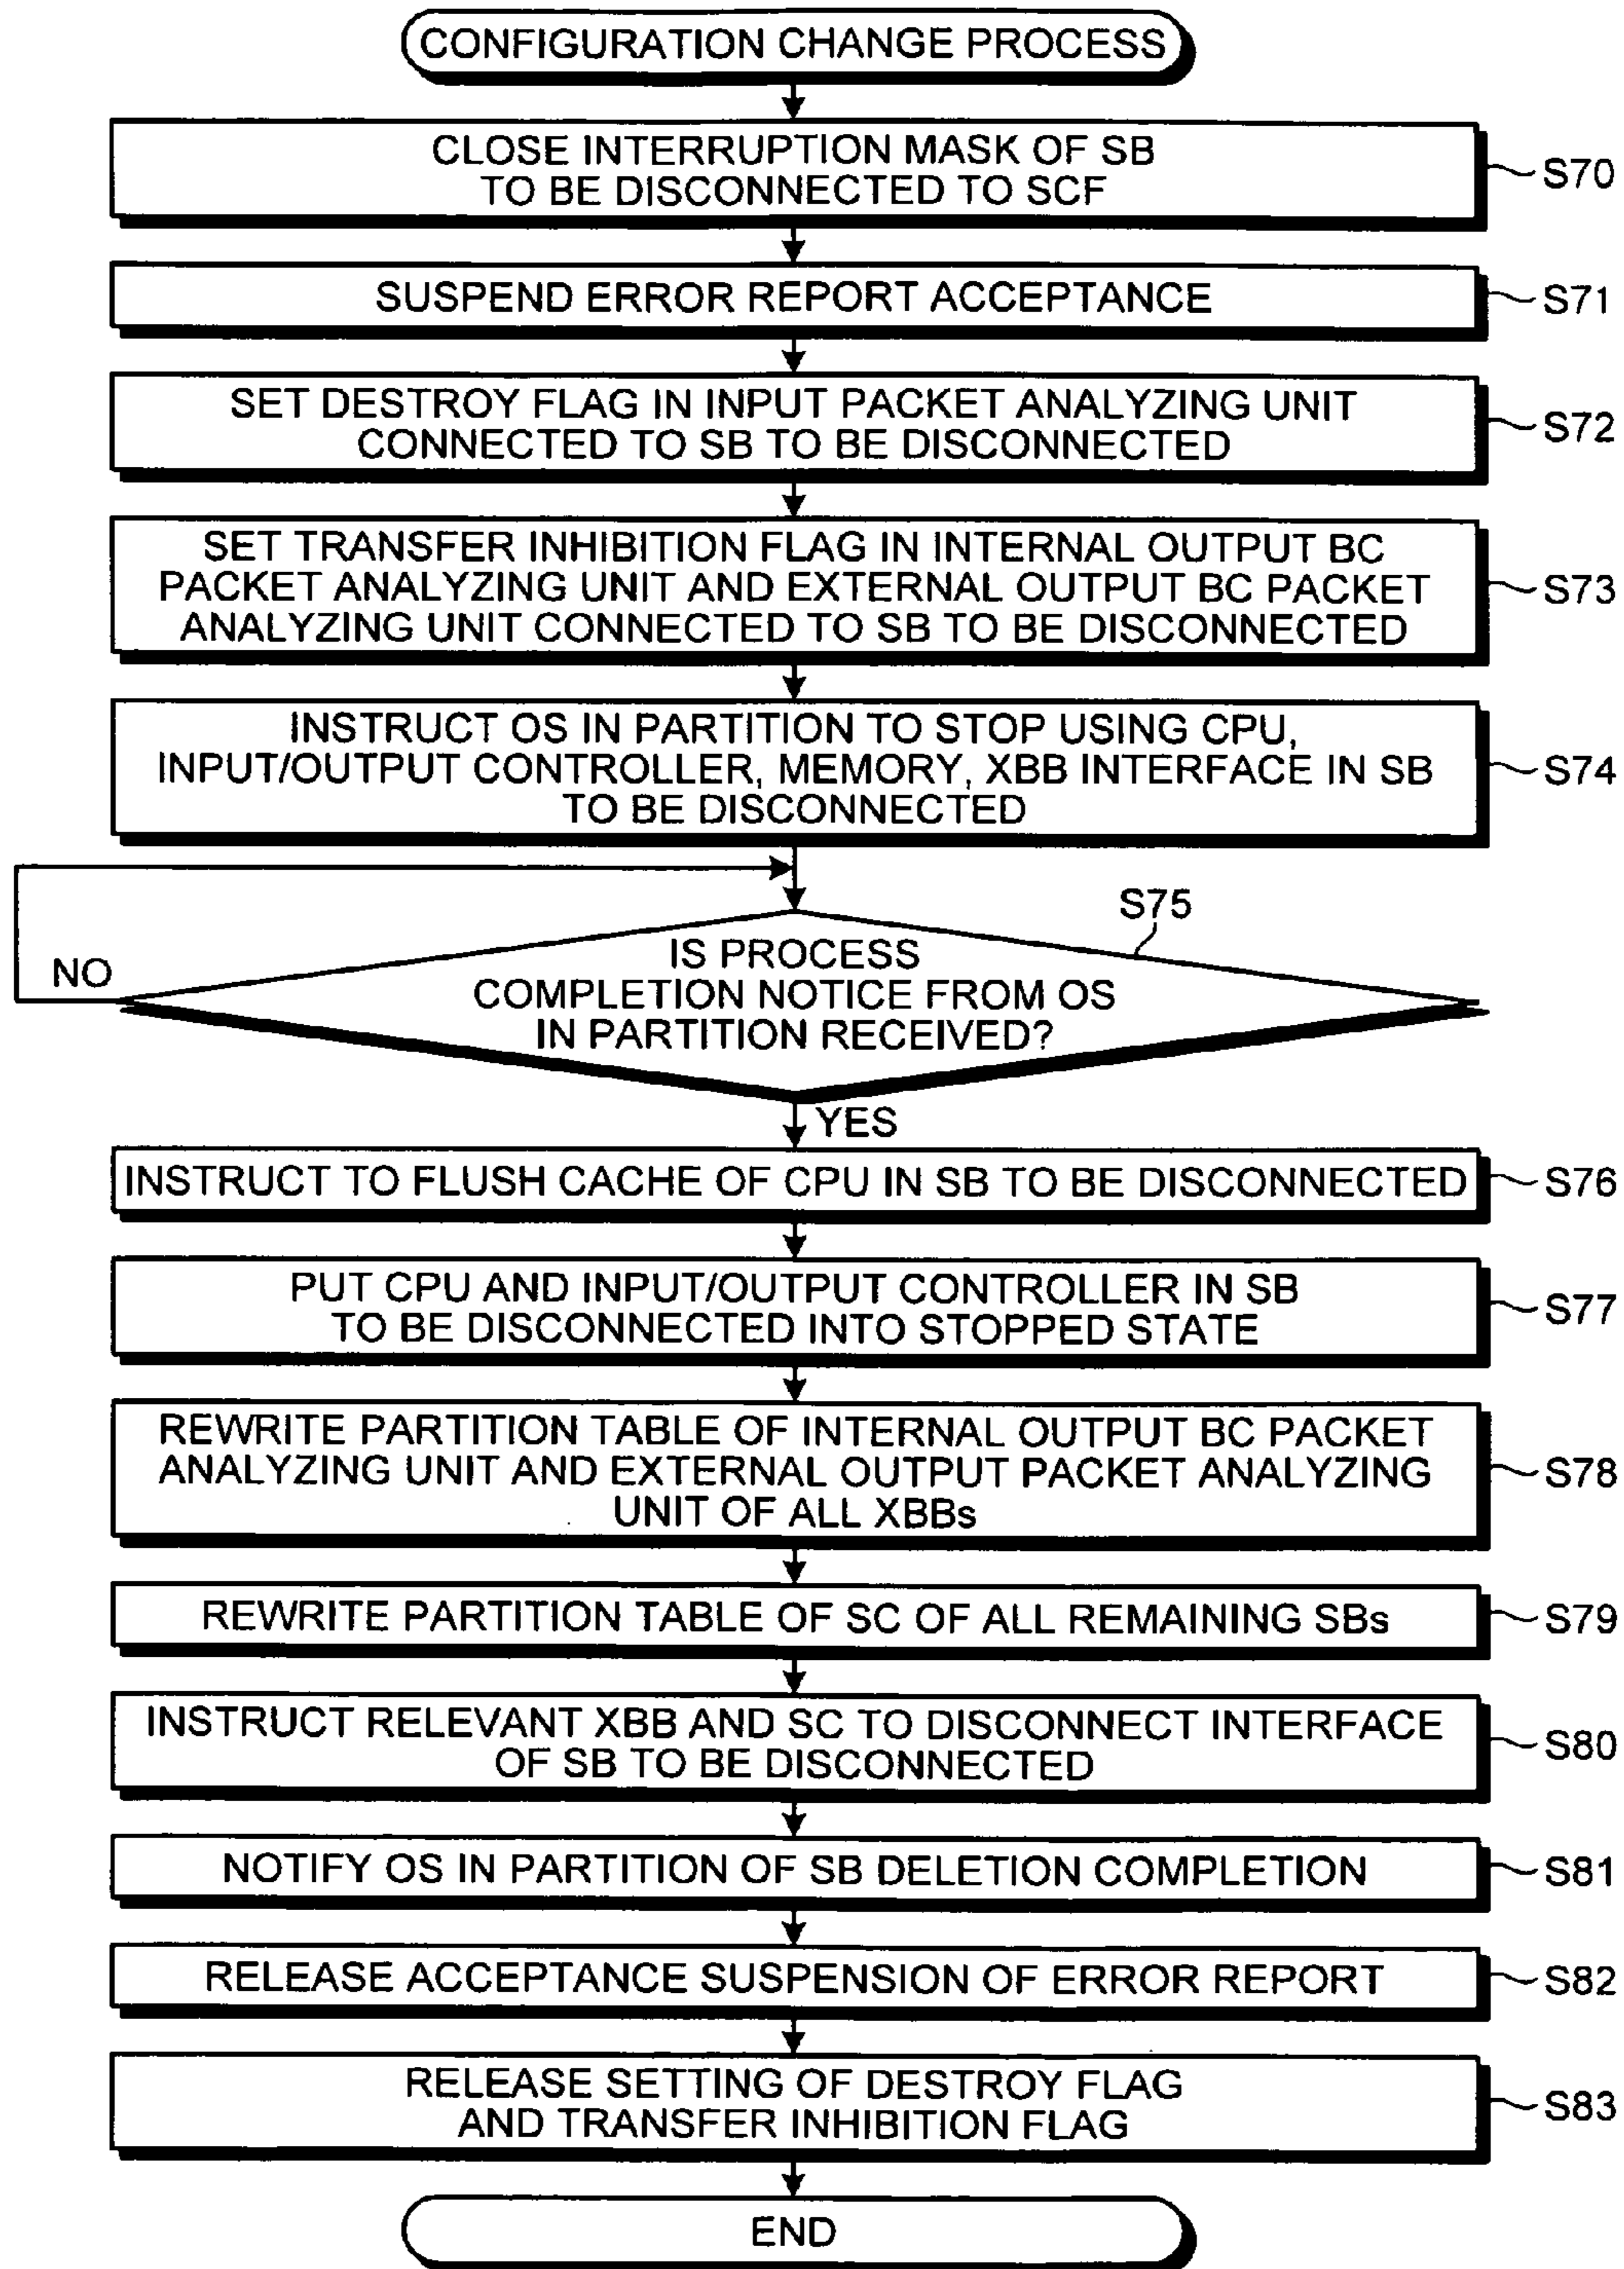 CONFIGURATION CHANGE PROCESS
CLOSE INTERRUPTION MASK OF SB
TO BE DISCONNECTED TO SCF
S70
SUSPEND ERROR REPORT ACCEPTANCE
S71
SET DESTROY FLAG IN INPUT PACKET ANALYZING UNIT
CONNECTED TO SB TO BE DISCONNECTED
S72
SET TRANSFER INHIBITION FLAG IN INTERNAL OUTPUT BC
PACKET ANALYZING UNIT AND EXTERNAL OUTPUT BC PACKET
ANALYZING UNIT CONNECTED TO SB TO BE DISCONNECTED
S73
INSTRUCT OS IN PARTITION TO STOP USING CPU,
INPUT/OUTPUT CONTROLLER, MEMORY, XBB INTERFACE IN SB
TO BE DISCONNECTED
S74
S75
IS PROCESS
COMPLETION NOTICE FROM OS
IN PARTITION RECEIVED?
NO
YES
INSTRUCT TO FLUSH CACHE OF CPU IN SB TO BE DISCONNECTED
S76
PUT CPU AND INPUT/OUTPUT CONTROLLER IN SB
TO BE DISCONNECTED INTO STOPPED STATE
S77
REWRITE PARTITION TABLE OF INTERNAL OUTPUT BC PACKET
ANALYZING UNIT AND EXTERNAL OUTPUT PACKET ANALYZING
UNIT OF ALL XBBs
S78
REWRITE PARTITION TABLE OF SC OF ALL REMAINING SBs
S79
INSTRUCT RELEVANT XBB AND SC TO DISCONNECT INTERFACE
OF SB TO BE DISCONNECTED
S80
NOTIFY OS IN PARTITION OF SB DELETION COMPLETION
S81
RELEASE ACCEPTANCE SUSPENSION OF ERROR REPORT
S82
RELEASE SETTING OF DESTROY FLAG
AND TRANSFER INHIBITION FLAG
S83
END